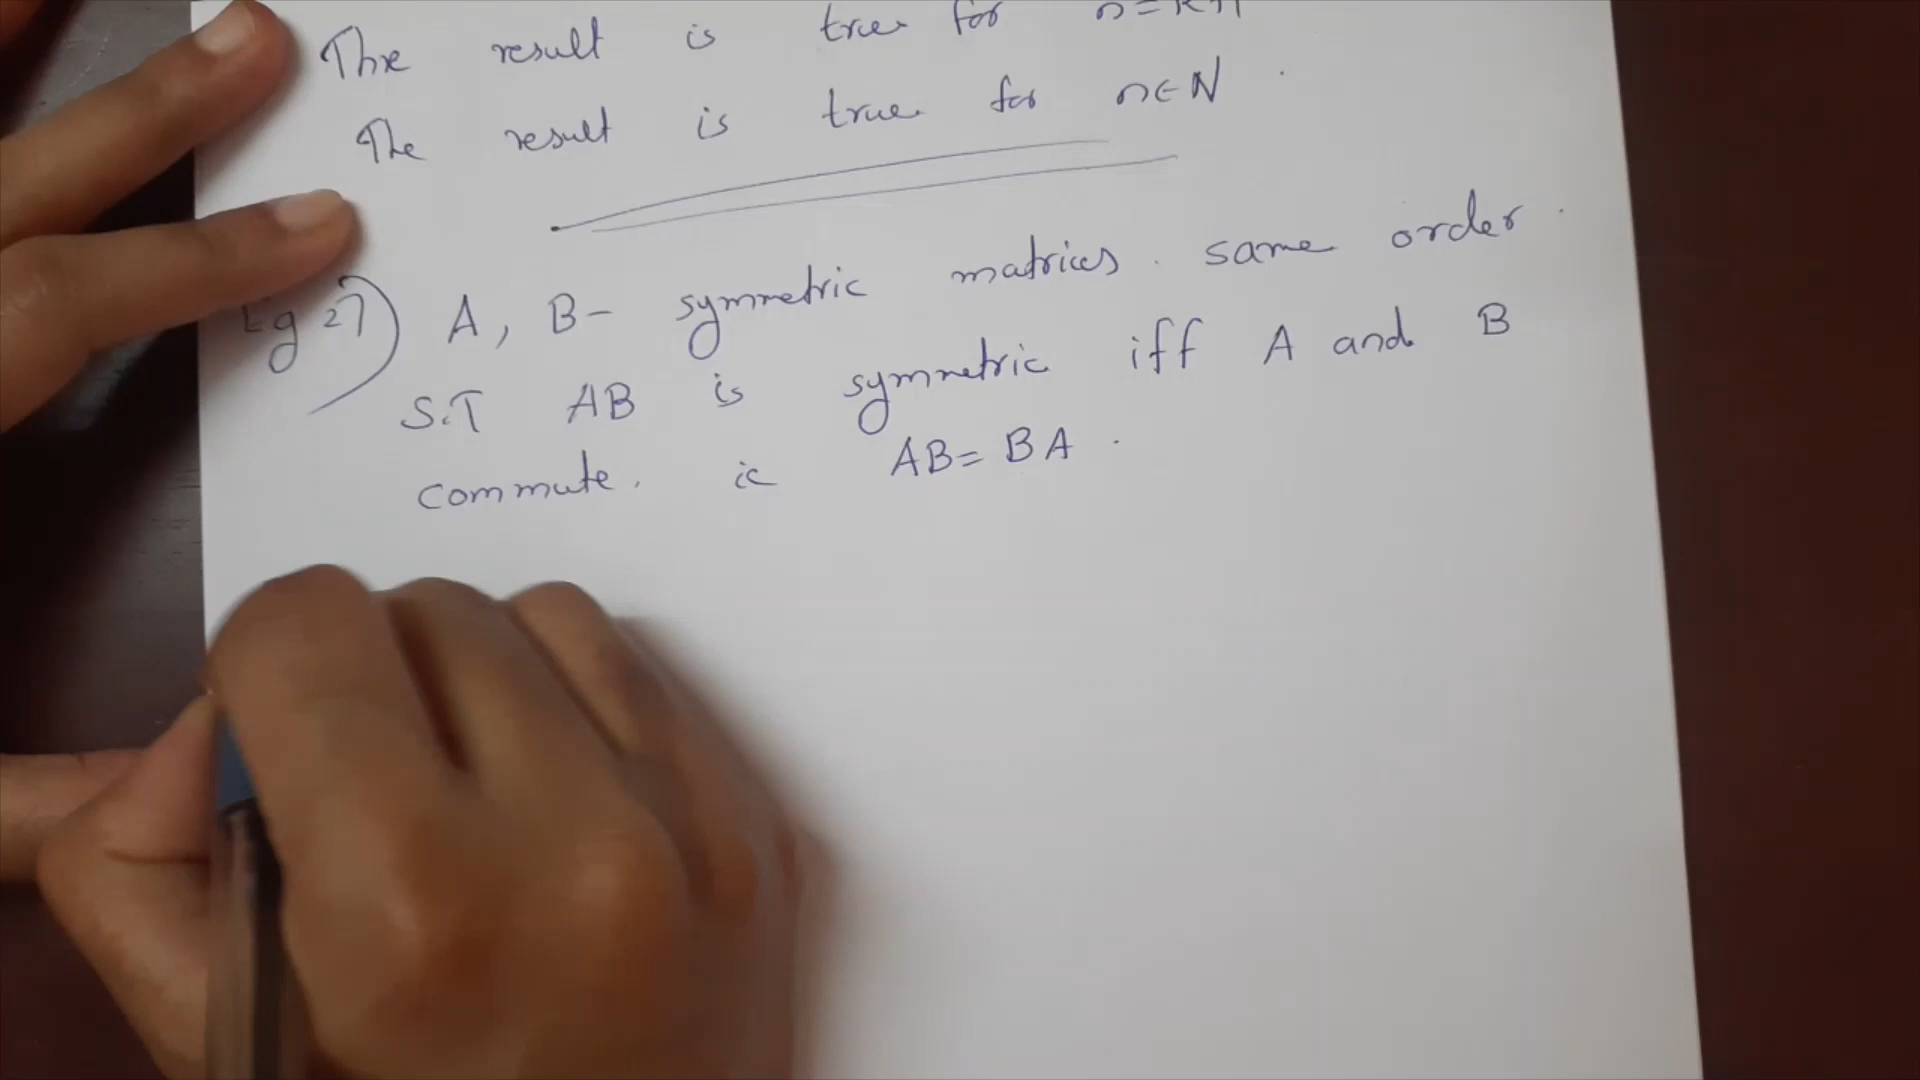 The result is true for n=k+1
The result is true for n∈N.
Eg 27) A, B- symmetric matrices. same order.
S.T AB is symmetric iff A and B
commute. ie AB=BA.